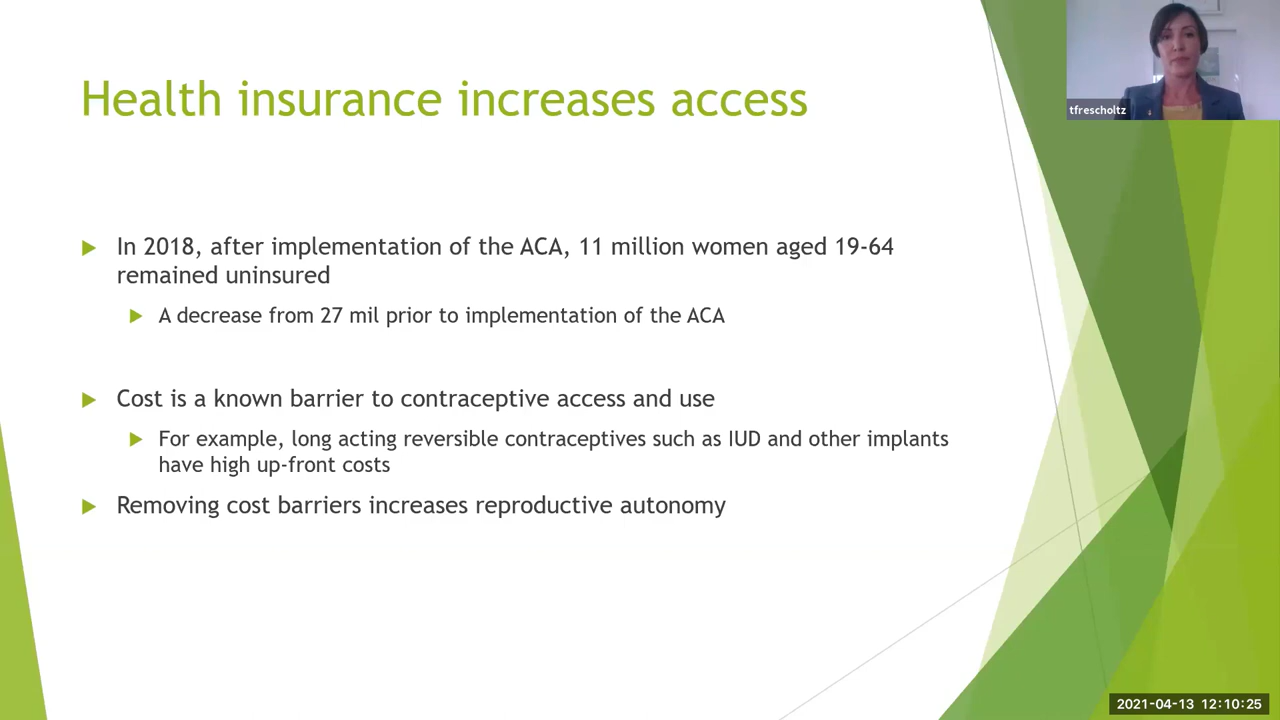 Health insurance increases access
tfrescholtz
In 2018, after implementation of the ACA, 11 million women aged 19-64
remained uninsured
A decrease from 27 mil prior to implementation of the ACA
Cost is a known barrier to contraceptive access and use
For example, long acting reversible contraceptives such as IUD and other implants
have high up-front costs
Removing cost barriers increases reproductive autonomy
2021-04-13 12:10:25